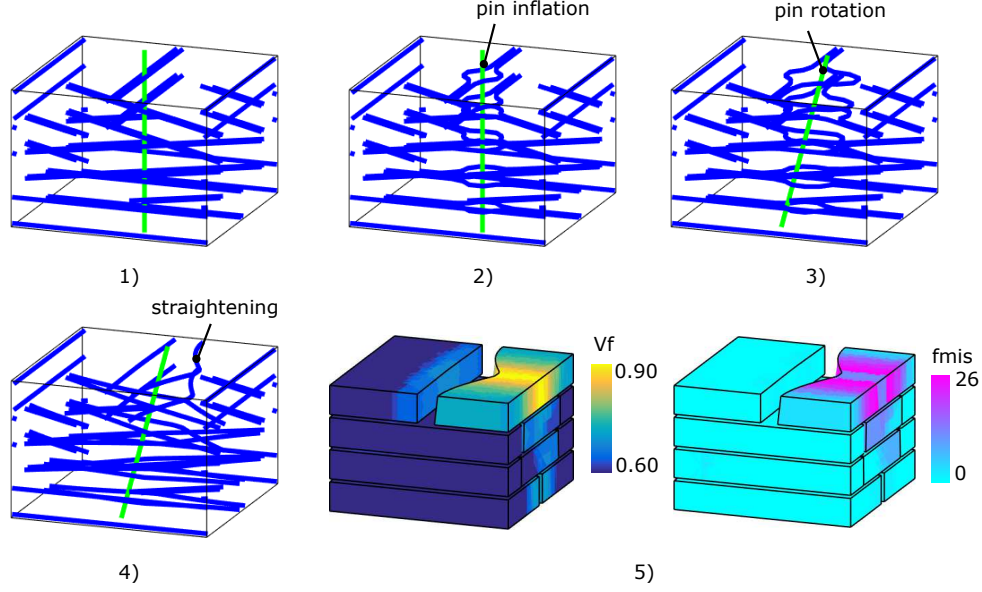 pin inflation
pin rotation
1)
2)
3)
straightening
Vf
0.90
0.60
fmis
26
0
4)
5)